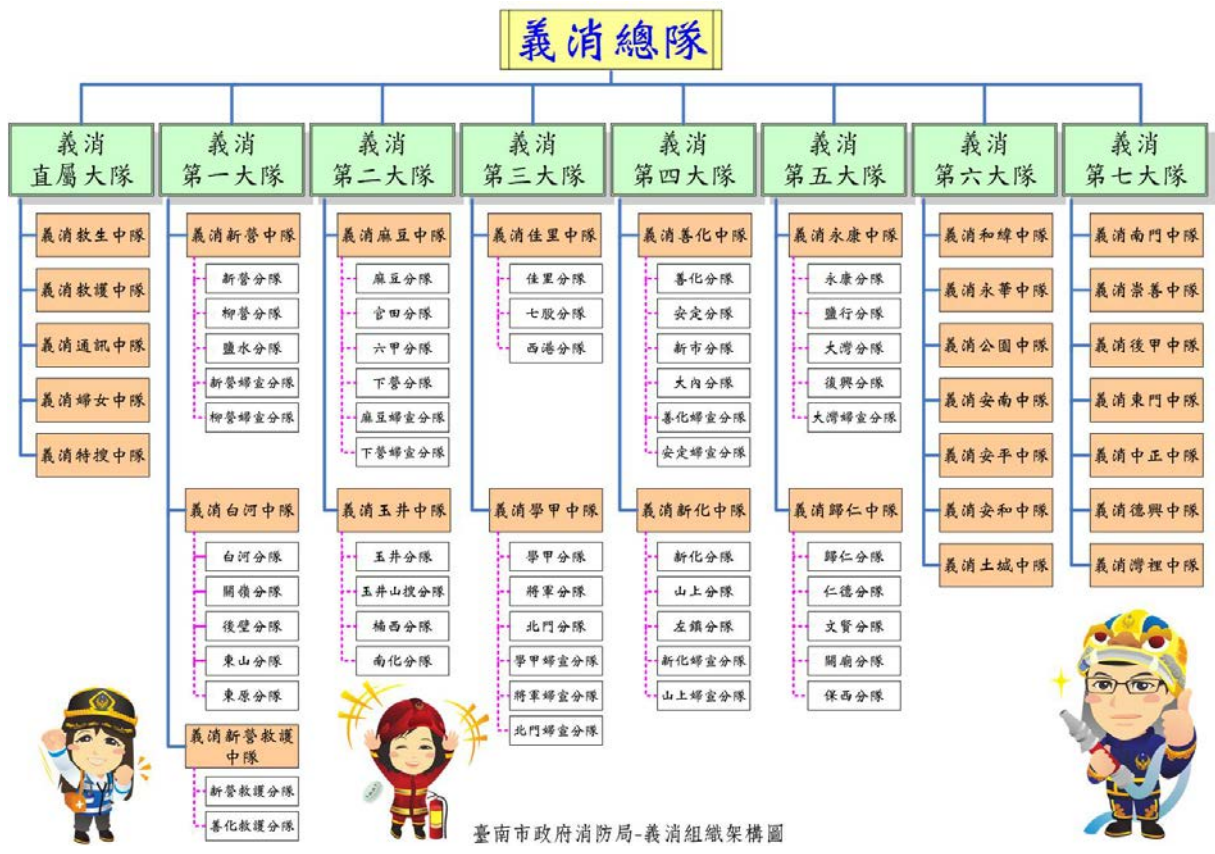 義消總隊
義消
直屬大隊
義消救生中隊
義消救護中隊
義消通訊中隊
義消婦女中隊
義消特搜中隊
義消
第一大隊
義消新營中隊
新營分隊
柳營分隊
鹽水分隊
新營婦宣分隊
柳營婦宣分隊
義消白河中隊
白河分隊
關嶺分隊
後壁分隊
東山分隊
東原分隊
義消新營救護
中隊
新營救護分隊
善化救護分隊
義消
第二大隊
義消麻豆中隊
麻豆分隊
官田分隊
六甲分隊
下營分隊
麻豆婦宣分隊
下營婦宣分隊
義消玉井中隊
玉井分隊
玉井山搜分隊
楠西分隊
南化分隊
義消
第三大隊
義消佳里中隊
佳里分隊
七股分隊
西港分隊
義消學甲中隊
學甲分隊
將軍分隊
北門分隊
學甲婦宣分隊
將軍婦宣分隊
北門婦宣分隊
義消
第四大隊
義消善化中隊
善化分隊
安定分隊
新市分隊
大內分隊
善化婦宣分隊
安定婦宣分隊
義消新化中隊
新化分隊
山上分隊
左鎮分隊
新化婦宣分隊
山上婦宣分隊
義消
第五大隊
義消永康中隊
永康分隊
鹽行分隊
大灣分隊
復興分隊
大灣婦宣分隊
義消歸仁中隊
歸仁分隊
仁德分隊
文賢分隊
關廟分隊
保西分隊
義消
第六大隊
義消和緯中隊
義消永華中隊
義消公園中隊
義消安南中隊
義消安平中隊
義消安和中隊
義消土城中隊
義消
第七大隊
義消南門中隊
義消崇善中隊
義消後甲中隊
義消東門中隊
義消中正中隊
義消德興中隊
義消灣裡中隊
臺南市政府消防局-義消組織架構圖